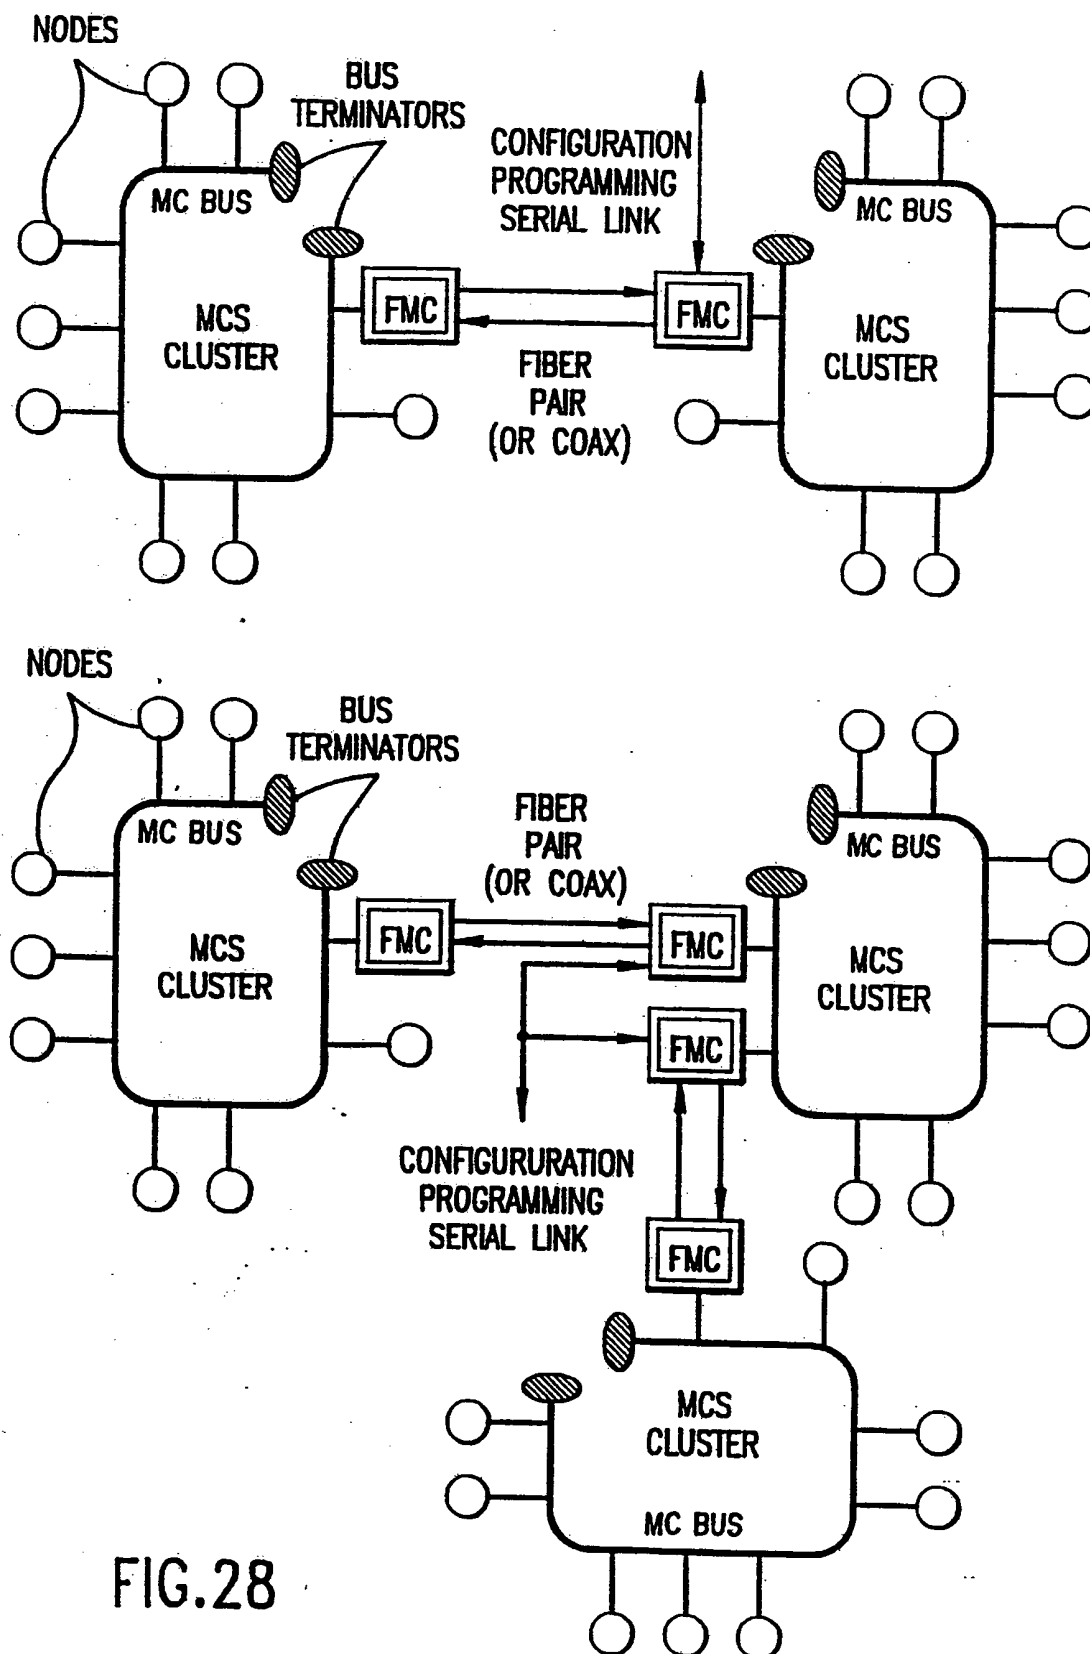 NODES
BUS
TERMINATORS
MC BUS
MCS
CLUSTER
FMC
CONFIGURATION
PROGRAMMING
SERIAL LINK
FMC
FIBER
PAIR
(OR COAX)
MC BUS
MCS
CLUSTER
NODES
BUS
TERMINATORS
MC BUS
MCS
CLUSTER
FMC
FIBER
PAIR
(OR COAX)
FMC
FMC
MC BUS
MCS
CLUSTER
CONFIGURURATION
PROGRAMMING
SERIAL LINK
FMC
MCS
CLUSTER
MC BUS
FIG.28